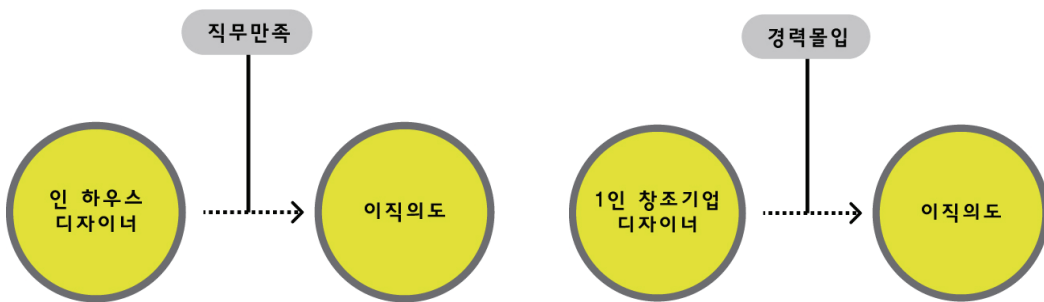 직무만족
경력몰입
인 하우스
디자이너
이직의도
1인 창조기업
디자이너
이직의도